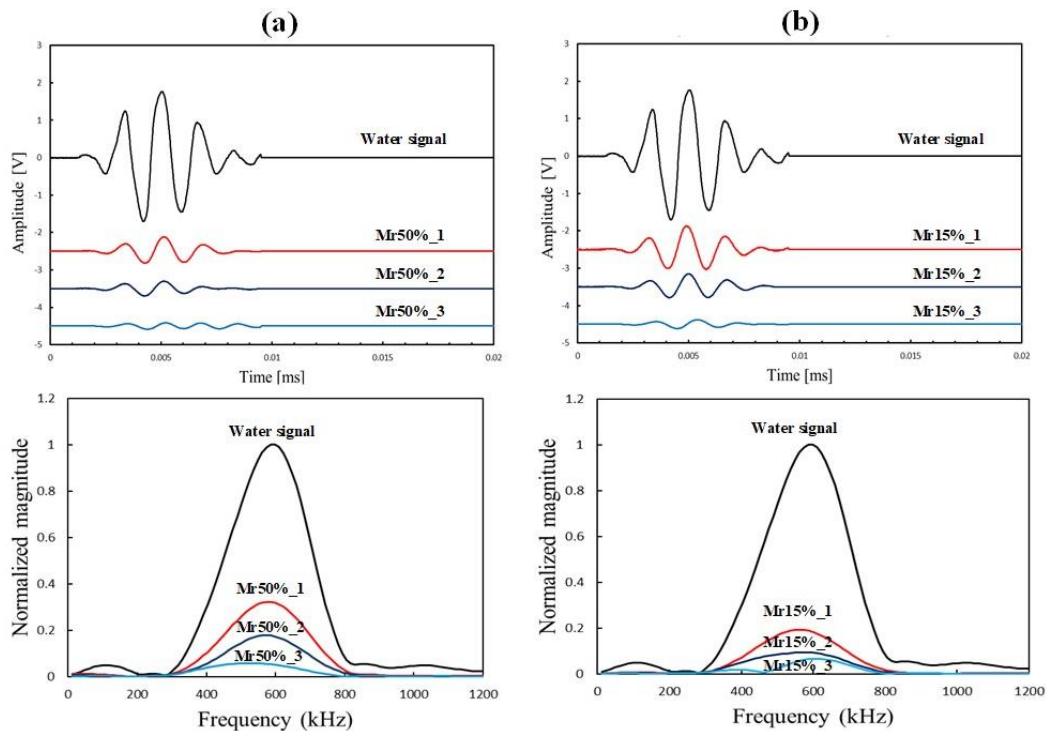 (a)
(b)
3
2
1
0
-1
-2
-3
-4
-5
Amplitude [V]
Water signal
Mr50%_1
Mr50%_2
Mr50%_3
0
0.005
0.01
0.015
0.02
Time [ms]
3
2
1
0
-1
-2
-3
-4
-5
Amplitude [V]
Water signal
Mr15%_1
Mr15%_2
Mr15%_3
0
0.005
0.01
0.015
0.02
Time [ms]
1.2
1
0.8
0.6
0.4
0.2
0
Normalized magnitude
Water signal
Mr50%_1
Mr50%_2
Mr50%_3
0
200
400
600
800
1000
1200
Frequency (kHz)
1.2
1
0.8
0.6
0.4
0.2
0
Normalized magnitude
Water signal
Mr15%_1
Mr15%_2
Mr15%_3
0
200
400
600
800
1000
1200
Frequency (kHz)